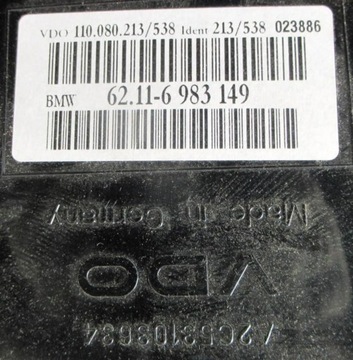 VDO 110.080.213/538 Ident 213/538 023886
BMW 62.11-6 983 149
Made in Germany
VDO
A2C53103634